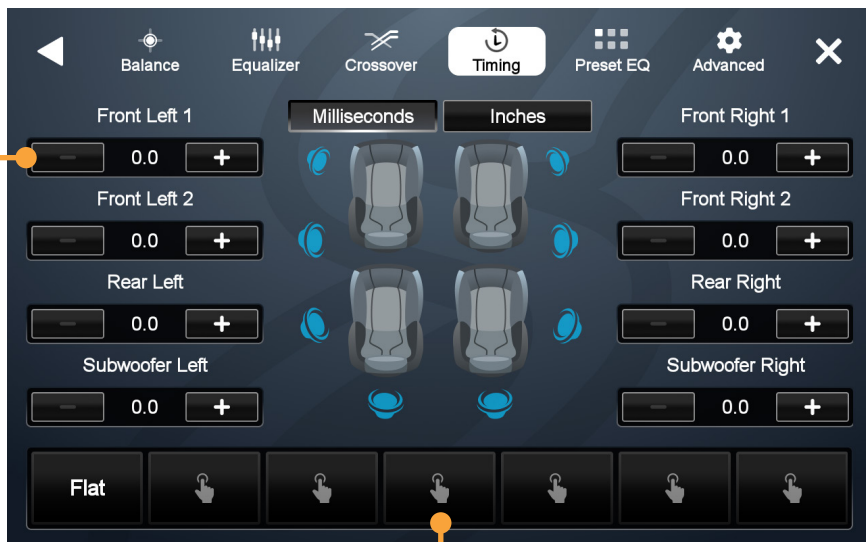 Balance
Equalizer
Crossover
Timing
Preset EQ
Advanced
Front Left 1
Milliseconds
Inches
Front Right 1
− 0.0 +
− 0.0 +
Front Left 2
Front Right 2
− 0.0 +
− 0.0 +
Rear Left
Rear Right
− 0.0 +
− 0.0 +
Subwoofer Left
Subwoofer Right
− 0.0 +
− 0.0 +
Flat